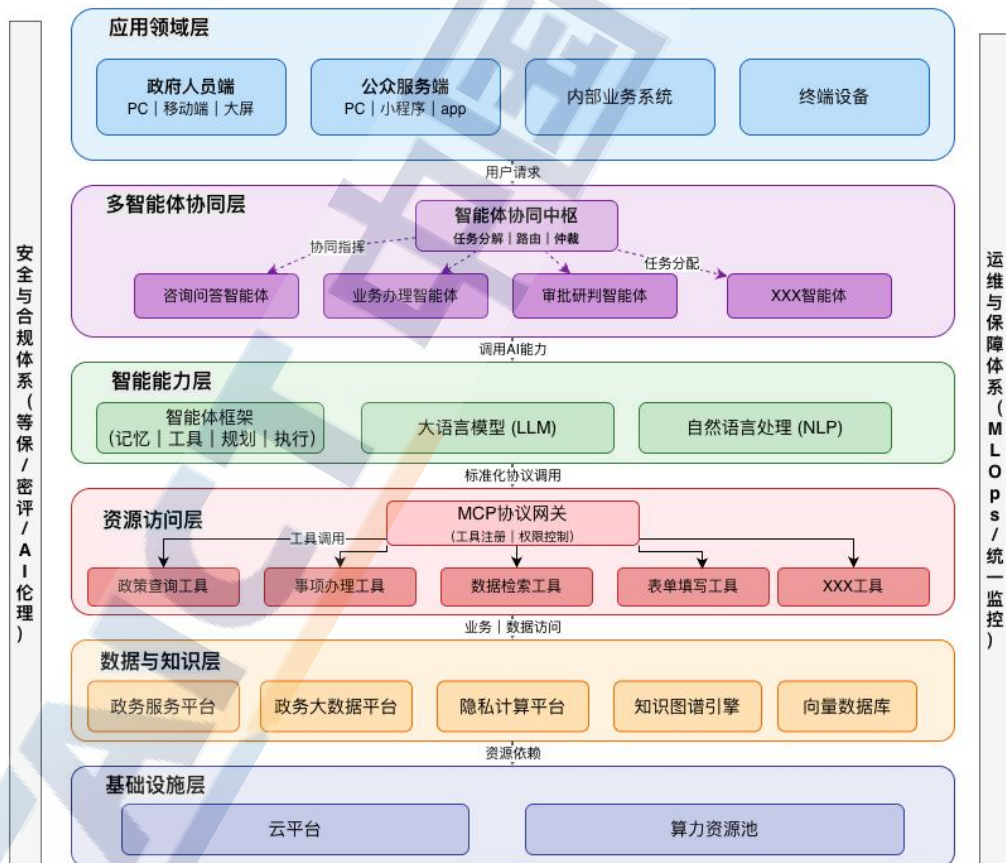 应用领域层
政府人员端
PC｜移动端｜大屏
公众服务端
PC｜小程序｜app
内部业务系统
终端设备
用户请求
多智能体协同层
智能体协同中枢
任务分解｜路由｜仲裁
协同指挥
任务分配
咨询问答智能体
业务办理智能体
审批研判智能体
XXX智能体
调用AI能力
智能能力层
智能体框架
(记忆｜工具｜规划｜执行)
大语言模型 (LLM)
自然语言处理 (NLP)
标准化协议调用
资源访问层
MCP协议网关
(工具注册｜权限控制)
工具调用
政策查询工具
事项办理工具
数据检索工具
表单填写工具
XXX工具
业务｜数据访问
数据与知识层
政务服务平台
政务大数据平台
隐私计算平台
知识图谱引擎
向量数据库
资源依赖
基础设施层
云平台
算力资源池
安全与合规体系(等保/密评/AI伦理)
运维与保障体系(MLOps/统一监控)